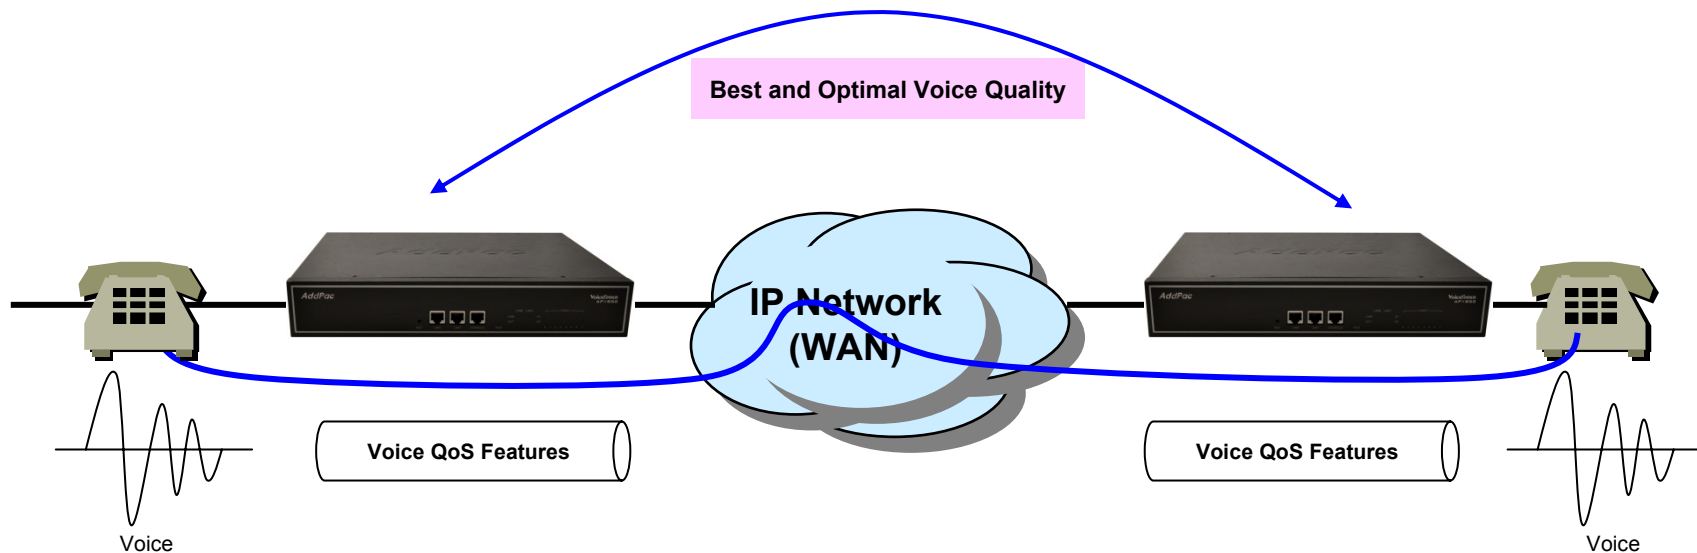 Best and Optimal Voice Quality
AddPac
AddPac
IP Network
(WAN)
Voice QoS Features
Voice QoS Features
Voice
Voice